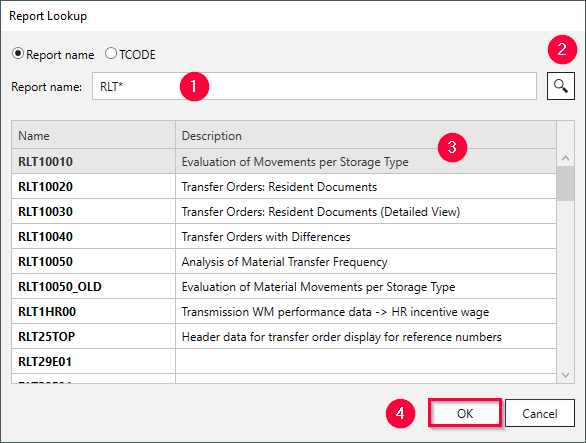 Report Lookup
2
Report name TCODE
Report name: RLT* 1
Name Description 3
RLT10010 Evaluation of Movements per Storage Type
RLT10020 Transfer Orders: Resident Documents
RLT10030 Transfer Orders: Resident Documents (Detailed View)
RLT10040 Transfer Orders with Differences
RLT10050 Analysis of Material Transfer Frequency
RLT10050_OLD Evaluation of Material Movements per Storage Type
RLT1HR00 Transmission WM performance data -> HR incentive wage
RLT25TOP Header data for transfer order display for reference numbers
RLT29E01
4 OK Cancel